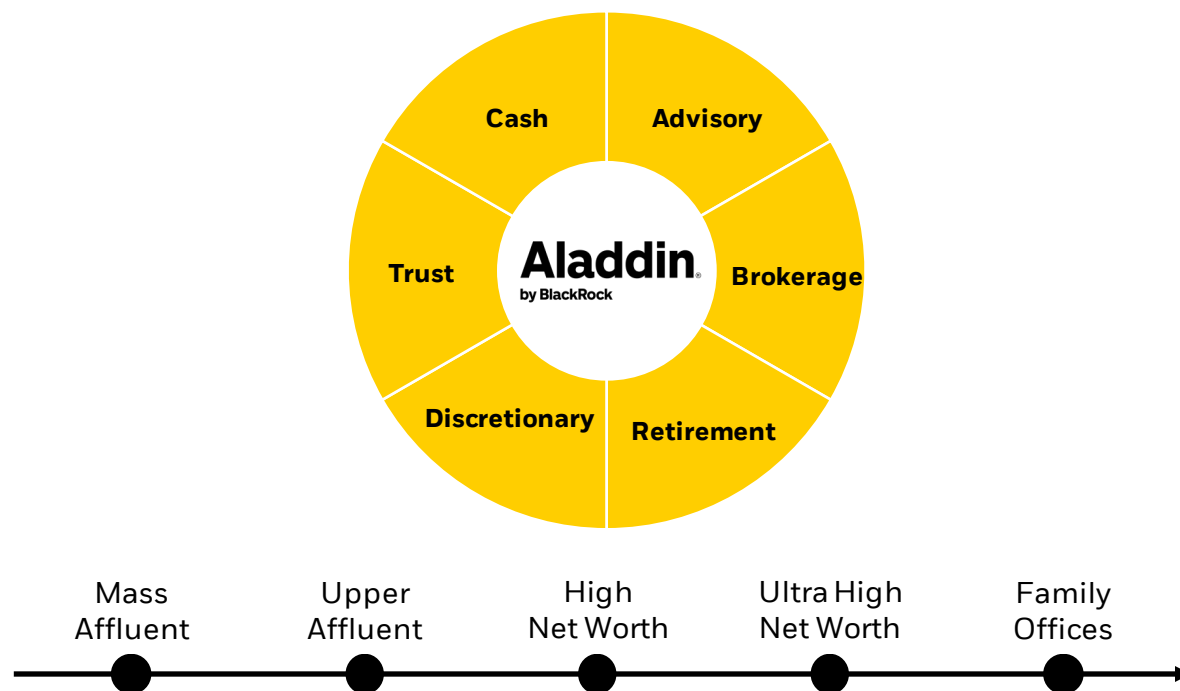 Cash
Advisory
Trust
Aladdin®
by BlackRock
Brokerage
Discretionary
Retirement
Mass
Affluent
Upper
Affluent
High
Net Worth
Ultra High
Net Worth
Family
Offices